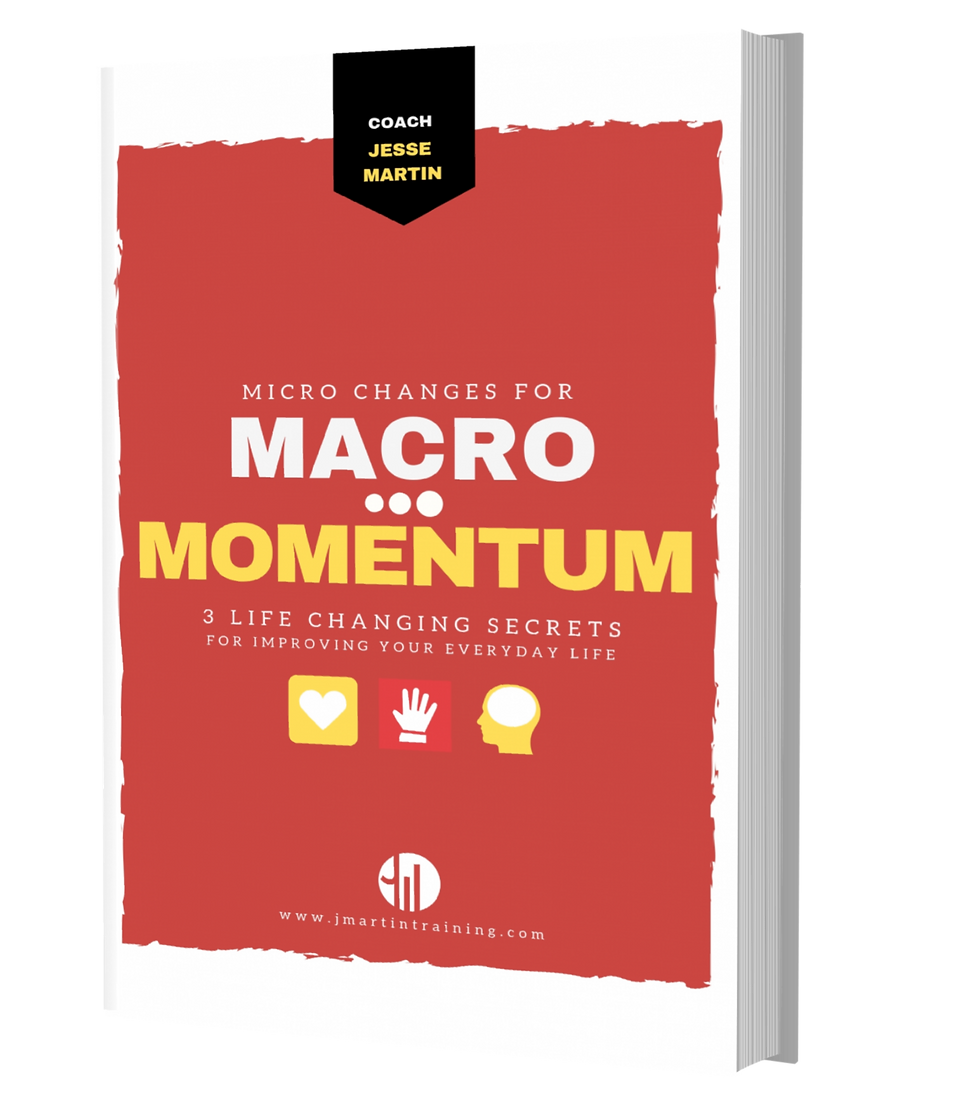 COACH
JESSE
MARTIN
MICRO CHANGES FOR
MACRO
MOMENTUM
3 LIFE CHANGING SECRETS
FOR IMPROVING YOUR EVERYDAY LIFE
www.jmartintraining.com